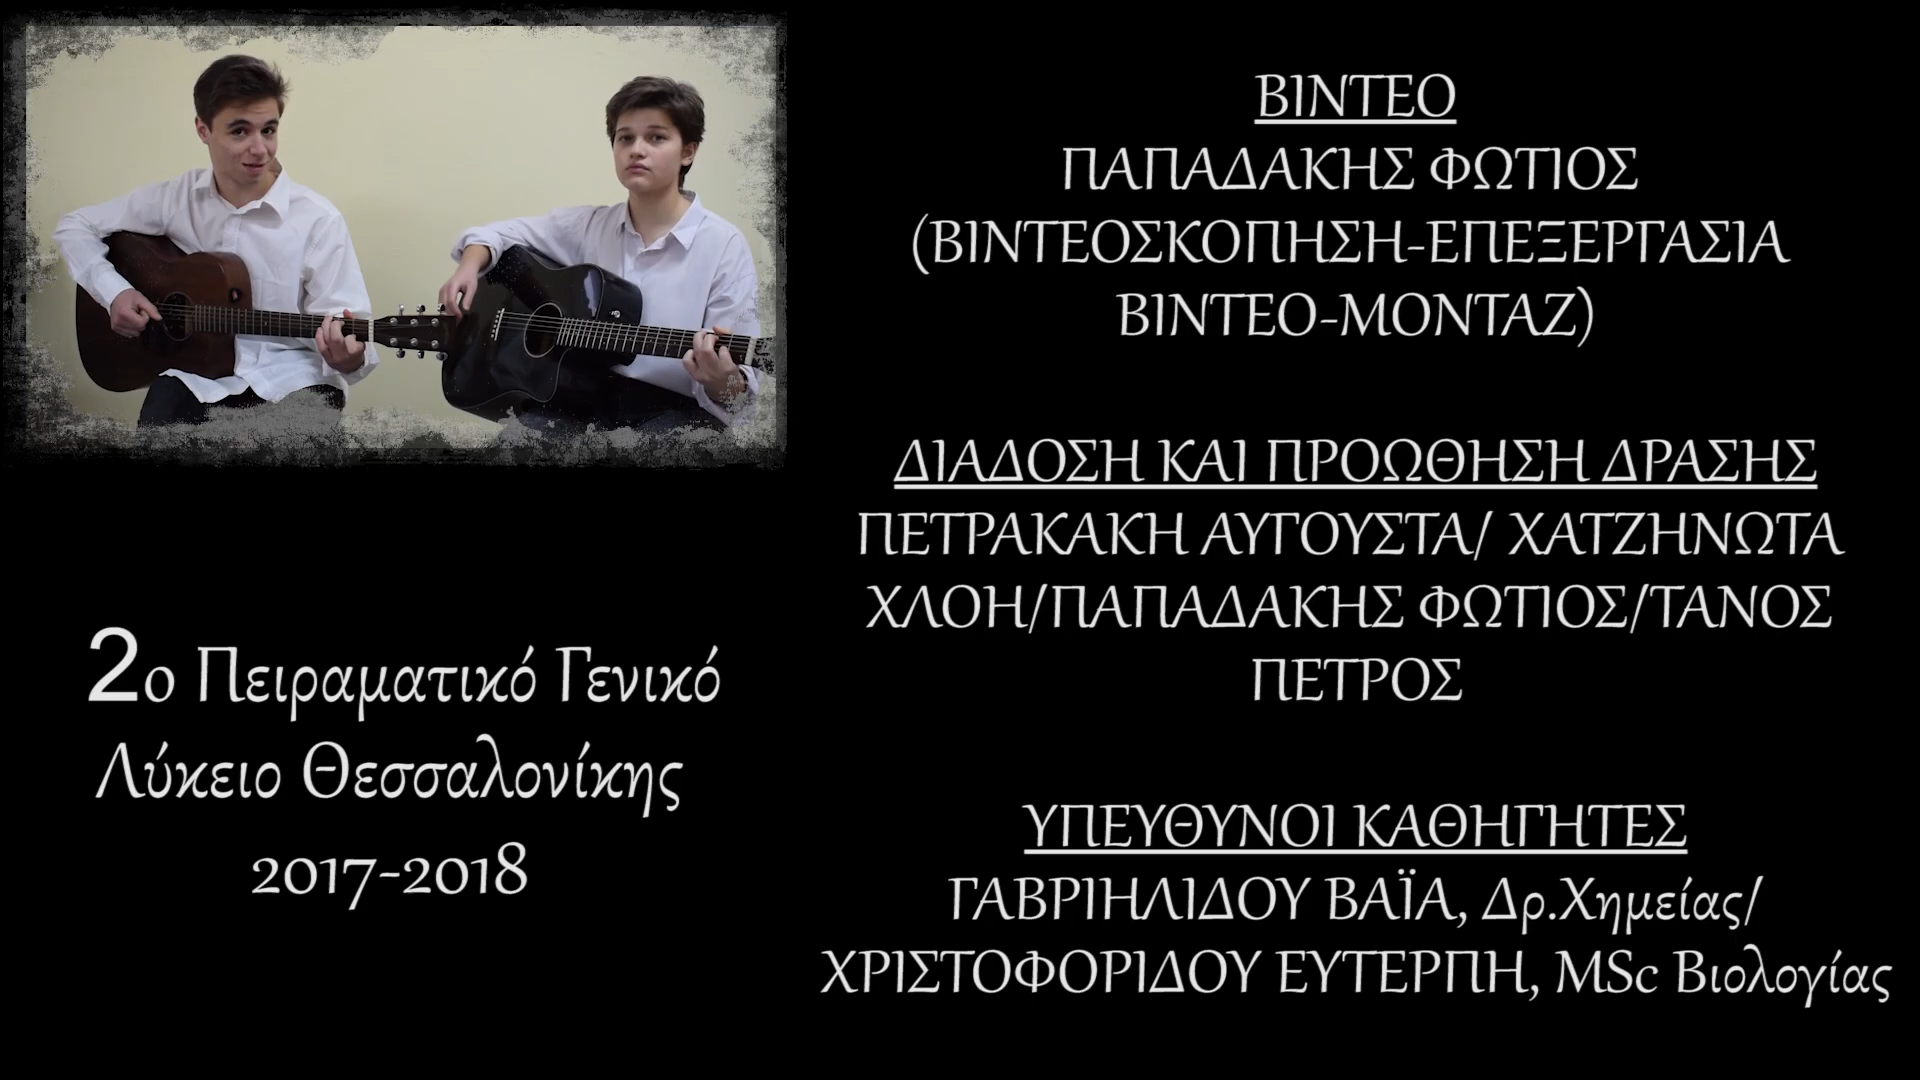 ΒΙΝΤΕΟ
ΠΑΠΑΔΑΚΗΣ ΦΩΤΙΟΣ
(ΒΙΝΤΕΟΣΚΟΠΗΣΗ-ΕΠΕΞΕΡΓΑΣΙΑ
ΒΙΝΤΕΟ-ΜΟΝΤΑΖ)
ΔΙΑΔΟΣΗ ΚΑΙ ΠΡΟΩΘΗΣΗ ΔΡΑΣΗΣ
ΠΕΤΡΑΚΑΚΗ ΑΥΓΟΥΣΤΑ/ ΧΑΤΖΗΝΩΤΑ
ΧΛΟΗ/ΠΑΠΑΔΑΚΗΣ ΦΩΤΙΟΣ/ΤΑΝΟΣ
ΠΕΤΡΟΣ
ΥΠΕΥΘΥΝΟΙ ΚΑΘΗΓΗΤΕΣ
ΓΑΒΡΙΗΛΙΔΟΥ ΒΑΪΑ, Δρ.Χημείας/
ΧΡΙΣΤΟΦΟΡΙΔΟΥ ΕΥΤΕΡΠΗ, MSc Βιολογίας
2ο Πειραματικό Γενικό
Λύκειο Θεσσαλονίκης
2017-2018